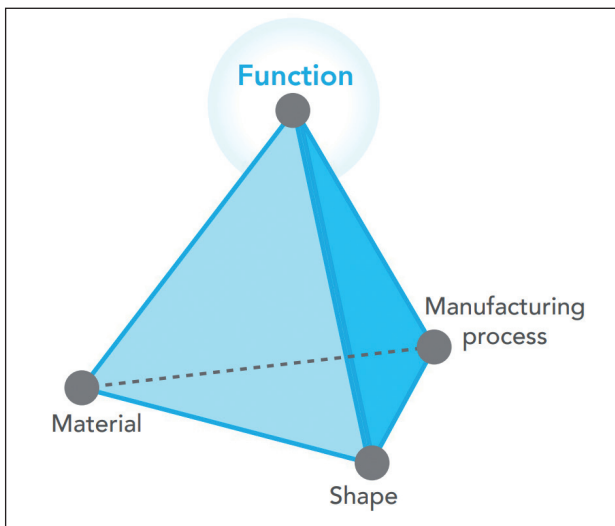 Function
Manufacturing
process
Material
Shape